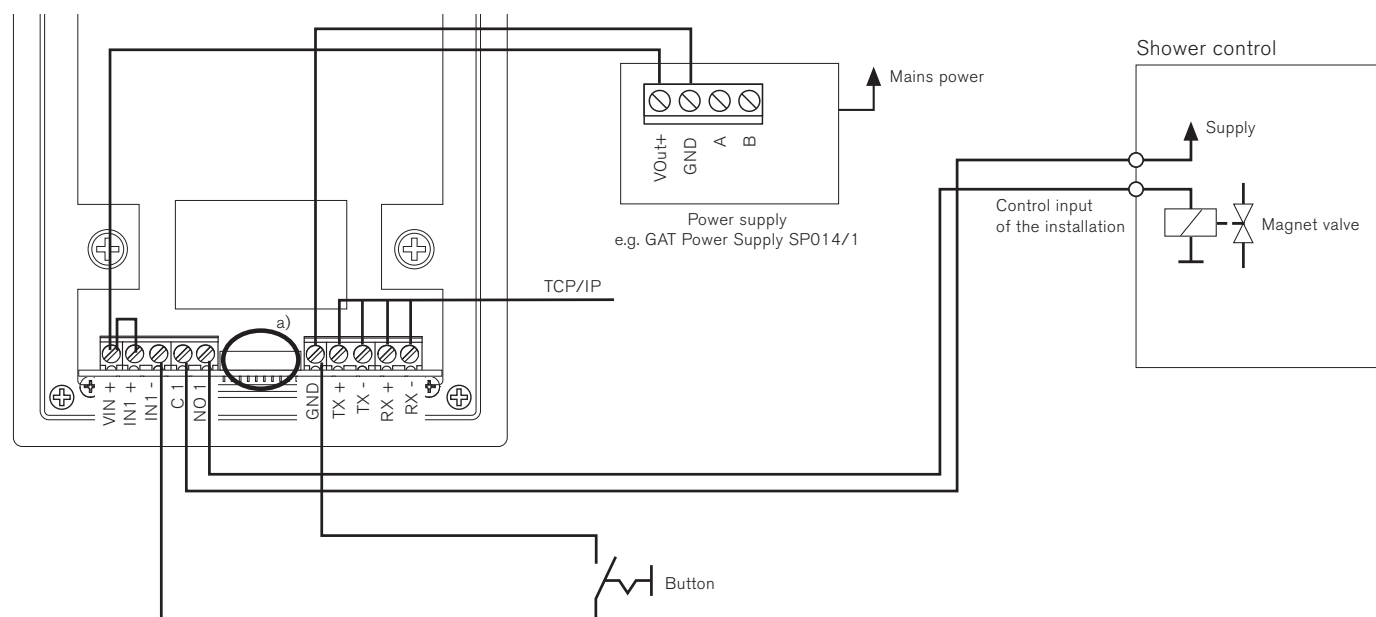 Shower control
Mains power
VOut+
GND
A
B
Supply
Power supply
e.g. GAT Power Supply SP014/1
Control input
of the installation
Magnet valve
TCP/IP
a)
VIN +
IN1 +
IN1 -
C 1
NO 1
GND
TX +
TX -
RX +
RX -
Button